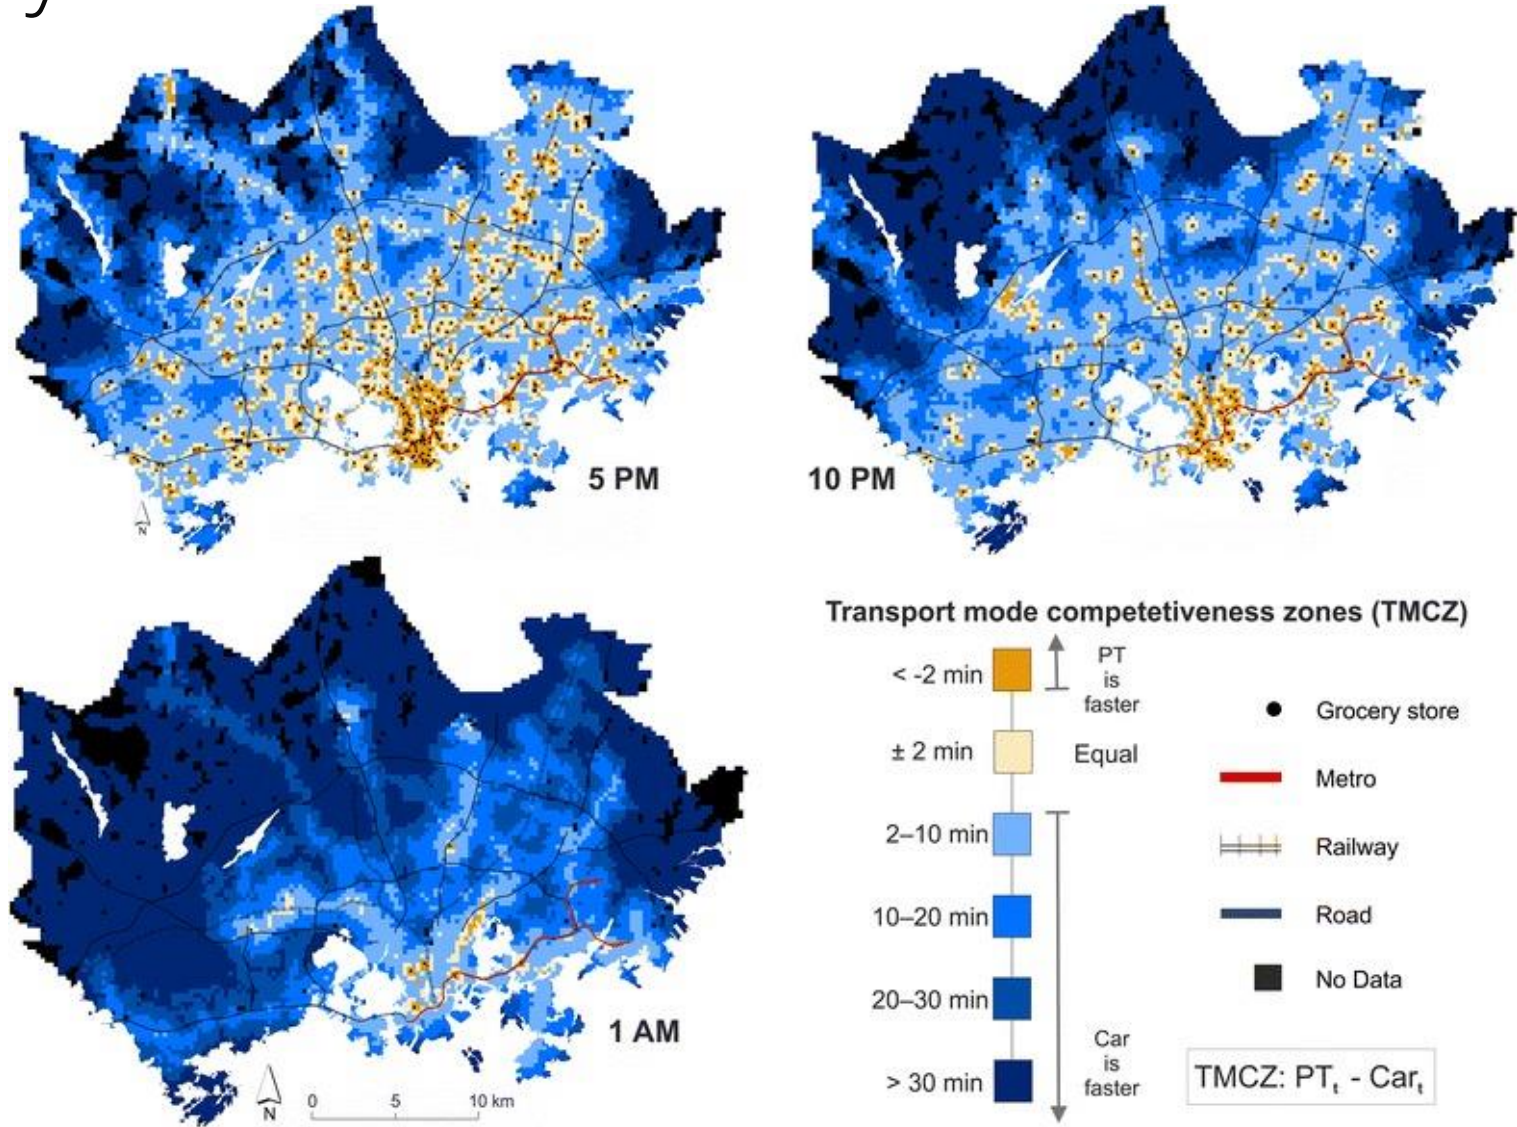 y
5 PM
10 PM
N
1 AM
N
0 5 10 km
Transport mode competetiveness zones (TMCZ)
< -2 min
PT
is
faster
± 2 min
Equal
2–10 min
10–20 min
20–30 min
> 30 min
Car
is
faster
Grocery store
Metro
Railway
Road
No Data
TMCZ: PTₜ - Carₜ